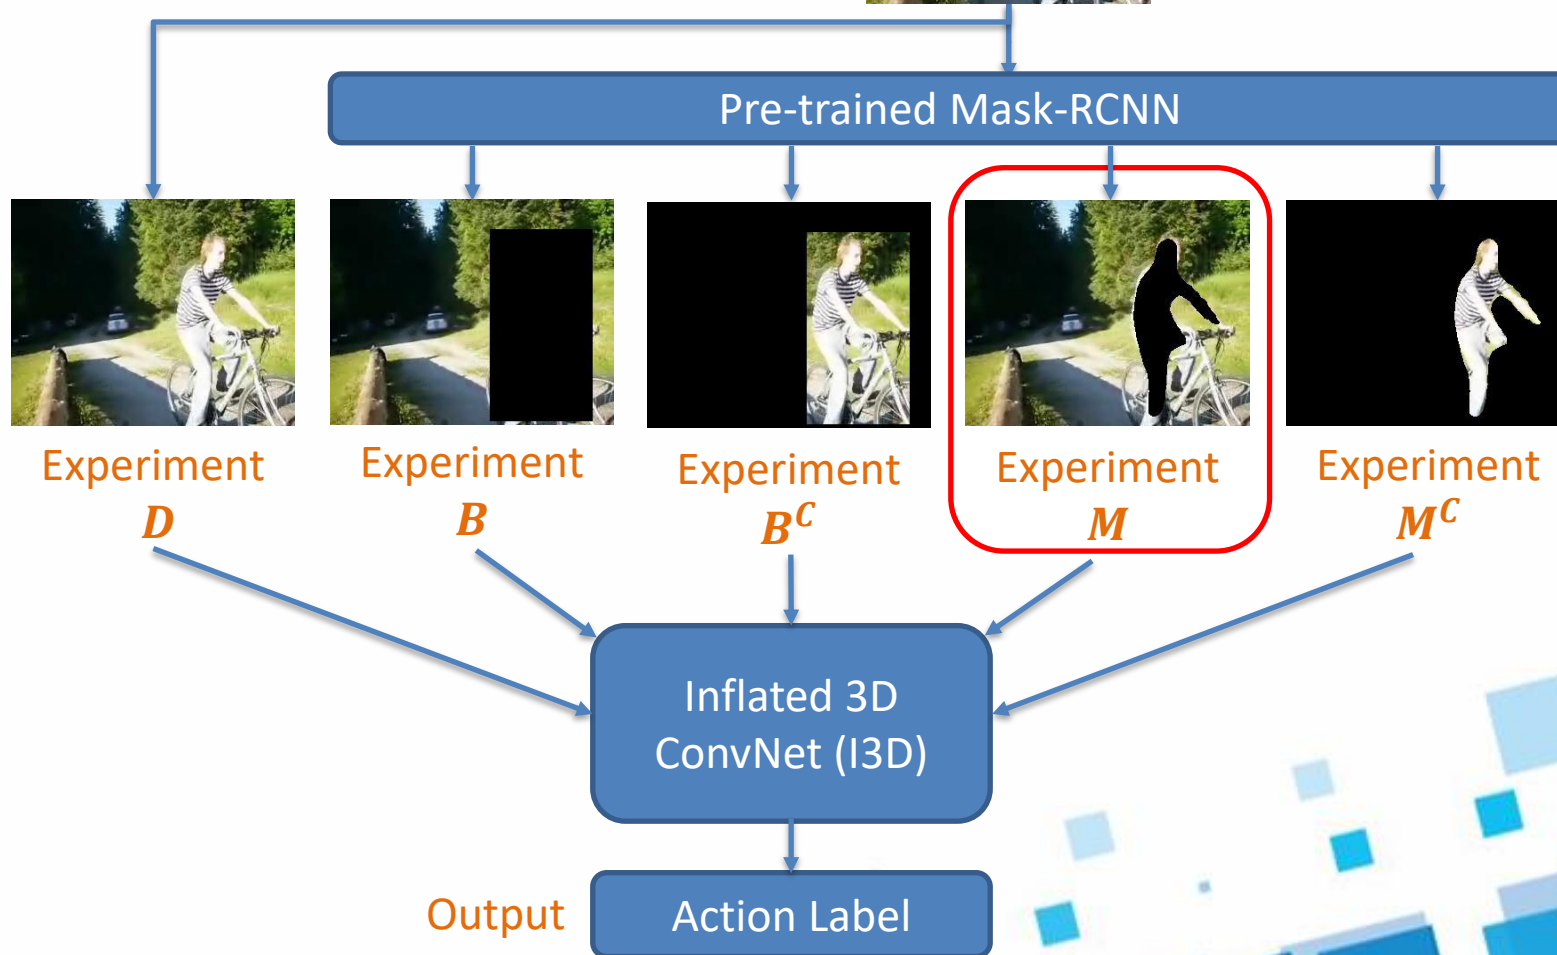 Pre-trained Mask-RCNN
Experiment
D
Experiment
B
Experiment
B^C
Experiment
M
Experiment
M^C
Inflated 3D
ConvNet (I3D)
Output
Action Label